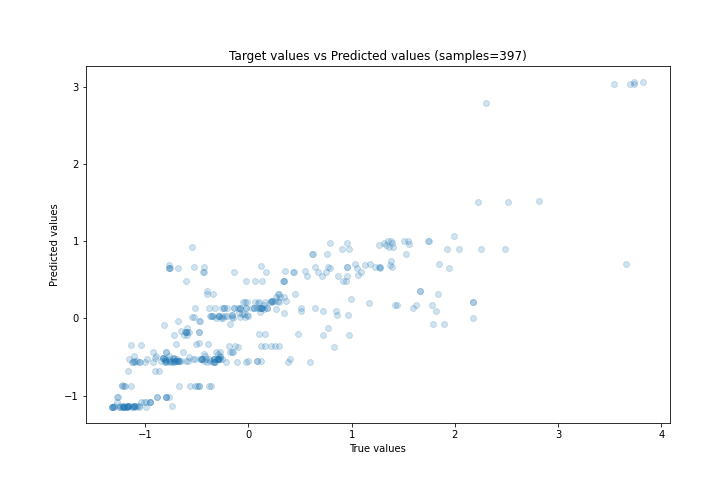 Target values vs Predicted values (samples=397)
3
2
1
0
−1
Predicted values
−1 0 1 2 3 4
True values